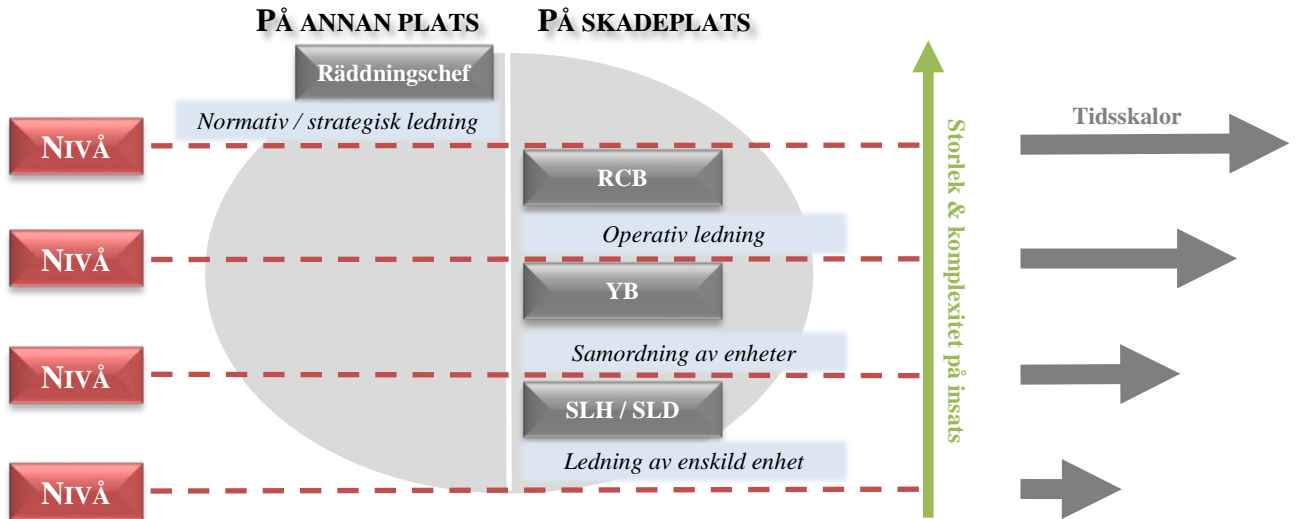 PÅ ANNAN PLATS
PÅ SKADEPLATS
Räddningschef
Normativ / strategisk ledning
NIVÅ
Tidsskalor
RCB
Operativ ledning
NIVÅ
YB
Samordning av enheter
NIVÅ
SLH / SLD
Ledning av enskild enhet
NIVÅ
Storlek & komplexitet på insats